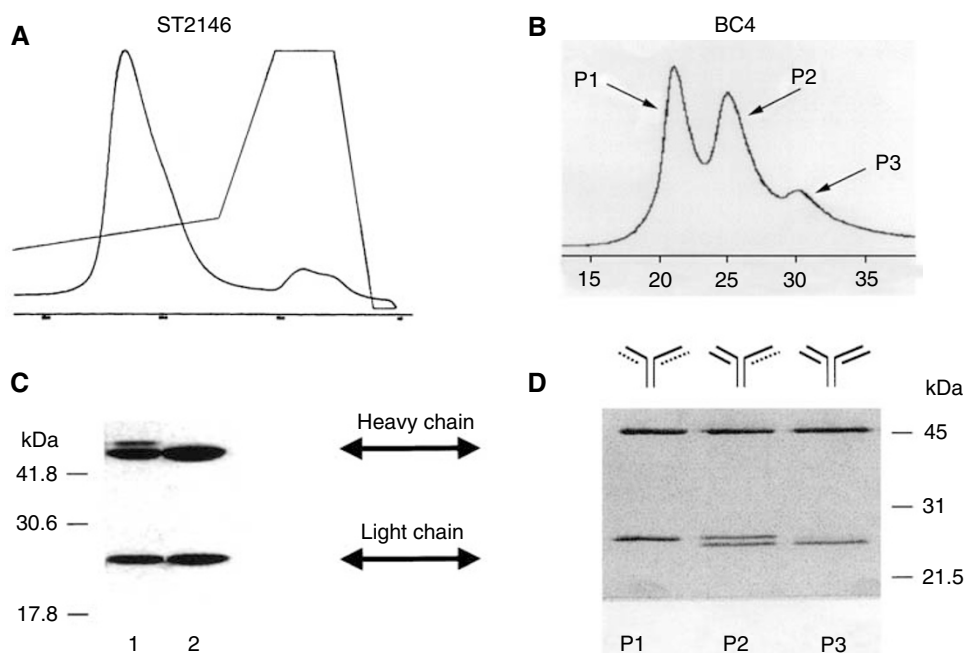 A
ST2146
B
BC4
P1
P2
P3
15 20 25 30 35
C
kDa
41.8
30.6
17.8
1 2
Heavy chain
Light chain
D
kDa
45
31
21.5
P1 P2 P3